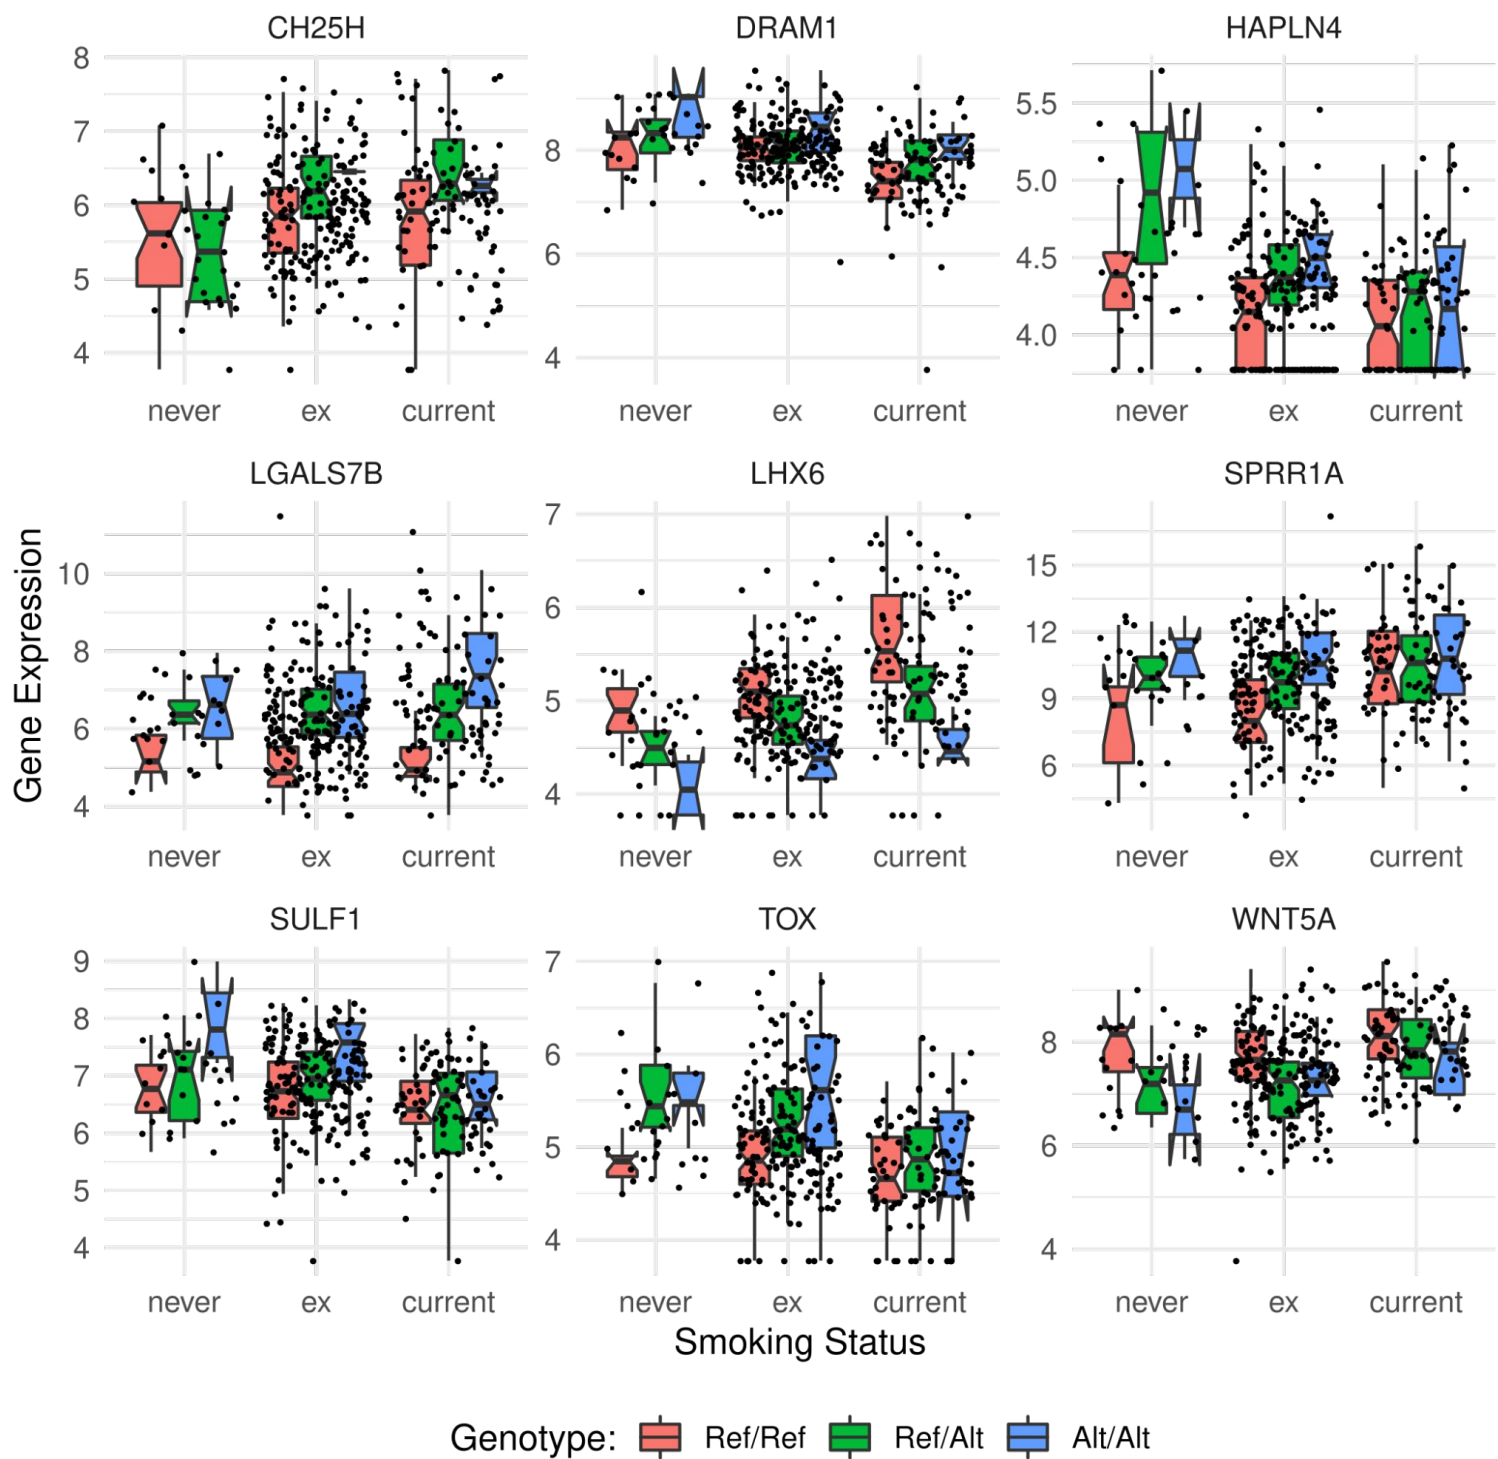 CH25H DRAM1 HAPLN4
8
7
6
5
4
never ex current
8
6
4
never ex current
5.5
5.0
4.5
4.0
never ex current
Gene Expression
LGALS7B LHX6 SPRR1A
10
8
6
4
never ex current
7
6
5
4
never ex current
15
12
9
6
never ex current
SULF1 TOX WNT5A
9
8
7
6
5
4
never ex current
7
6
5
4
never ex current
8
6
4
never ex current
Smoking Status
Genotype: Ref/Ref Ref/Alt Alt/Alt